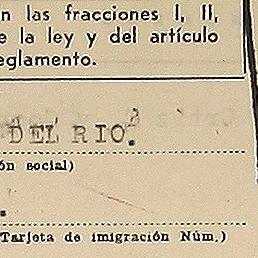 n las fracciones I, II,
e la ley y del artículo
eglamento.
DEL RIO.
ón social)
.
Tarjeta de imigración Núm.)